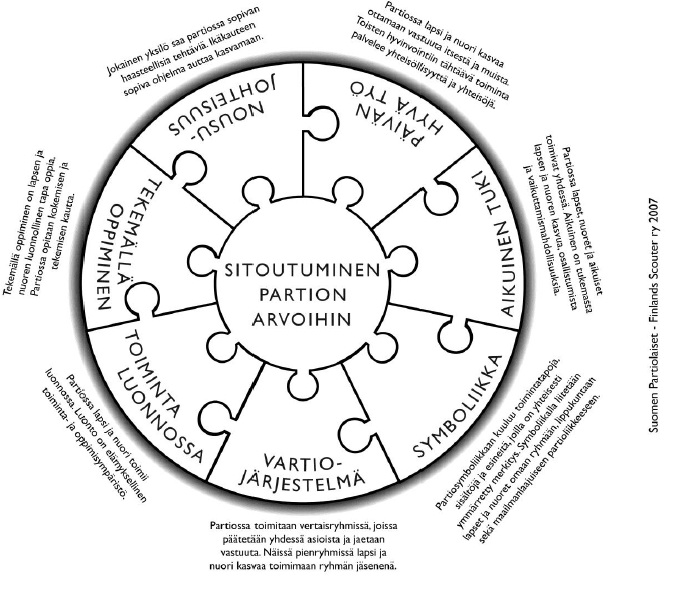 SITOUTUMINEN
PARTION
ARVOIHIN
PÄIVÄN
HYVÄ TYÖ
Partiossa lapsi ja nuori kasvaa
ottamaan vastuuta itsestä ja muista.
Toisten hyvinvointiin tähtäävä toiminta
palvelee yhteisöllisyyttä ja yhteisöjä.
AIKUINEN TUKI
Partiossa lapset, nuoret ja aikuiset
toimivat yhdessä. Aikuinen on tukemassa
lapsen ja nuoren kasvua, osallistumista
ja vaikuttamismahdollisuuksia.
SYMBOLIIKKA
Partiosymboliikkaan kuuluu toimintatapoja,
sisältöjä ja esineitä, joilla on yhteisesti
ymmärretty merkitys. Symboliikalla liitetään
lapset ja nuoret omaan ryhmään, lippukuntaan
sekä maailmanlaajuiseen partioliikkeeseen.
VARTIO-
JÄRJESTELMÄ
Partiossa toimitaan vertaisryhmissä, joissa
päätetään yhdessä asioista ja jaetaan
vastuuta. Näissä pienryhmissä lapsi ja
nuori kasvaa toimimaan ryhmän jäsenenä.
TOIMINTA
LUONNOSSA
Partiossa lapsi ja nuori toimii
luonnossa. Luonto on elämyksellinen
toiminta- ja oppimisympäristö.
TEKEMÄLLÄ
OPPIMINEN
Tekemällä oppiminen on lapsen ja
nuoren luonnollinen tapa oppia.
Partiossa opitaan kokemisen ja
tekemisen kautta.
NOUSU-
JOHTEISUUS
Jokainen yksilö saa partiossa sopivan
haasteellisia tehtäviä. Ikäkauteen
sopiva ohjelma auttaa kasvamaan.
Suomen Partiolaiset - Finlands Scouter ry 2007